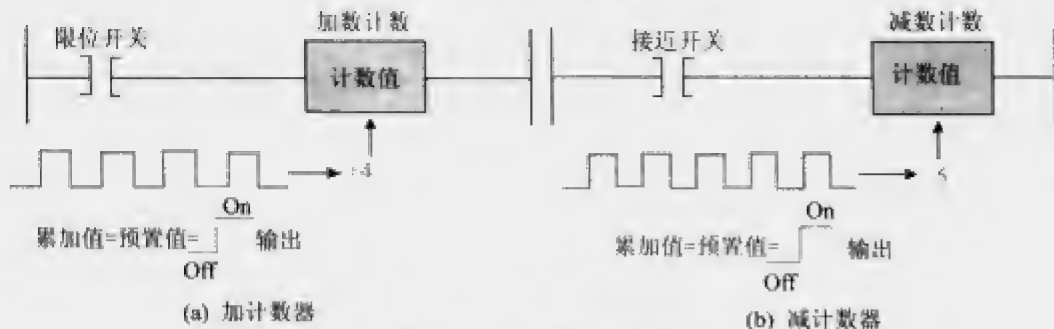 加数计数
限位开关
计数值
+4
On
累加值=预置值= 输出
Off
(a) 加计数器
减数计数
接近开关
计数值
On
累加值=预置值= 输出
Off
(b) 减计数器